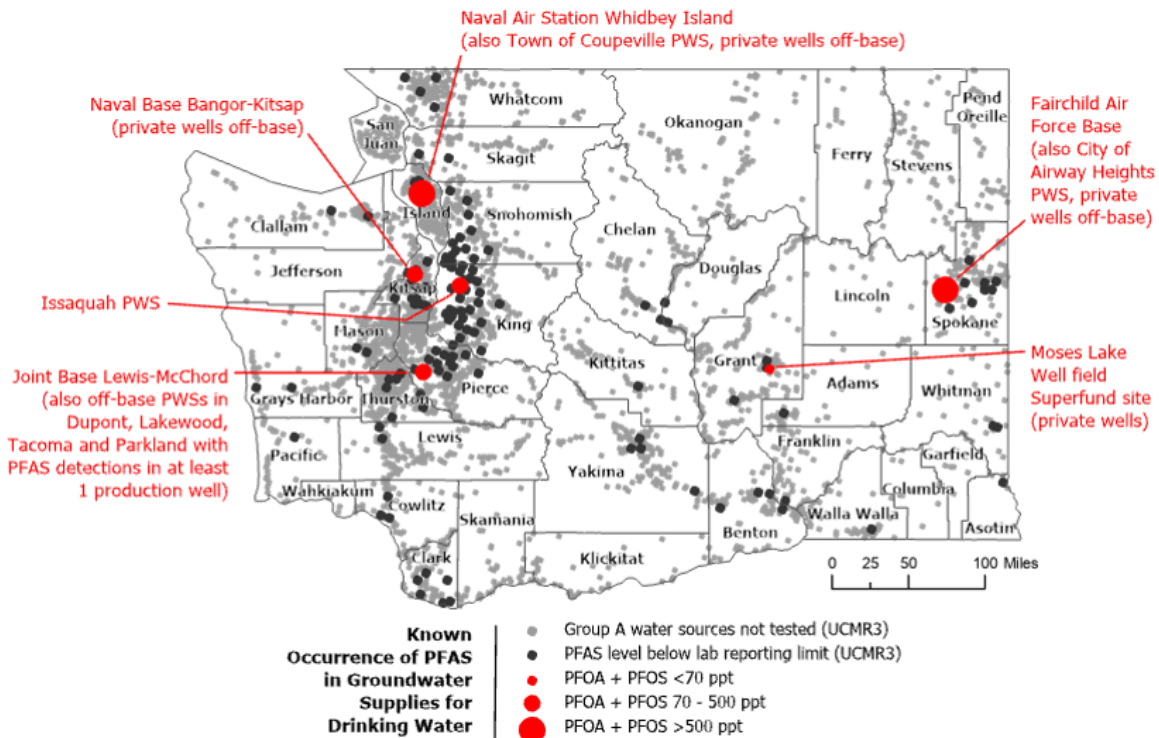 Naval Air Station Whidbey Island
(also Town of Coupeville PWS, private wells off-base)
Naval Base Bangor-Kitsap
(private wells off-base)
Fairchild Air
Force Base
(also City of
Airway Heights
PWS, private
wells off-base)
Issaquah PWS
Joint Base Lewis-McChord
(also off-base PWSs in
Dupont, Lakewood,
Tacoma and Parkland with
PFAS detections in at least
1 production well)
Moses Lake
Well field
Superfund site
(private wells)
Whatcom
San
Juan
Skagit
Island
Snohomish
Clallam
Jefferson
Kitsap
King
Mason
Grays Harbor
Thurston
Pierce
Pacific
Lewis
Wahkiakum
Cowlitz
Skamania
Clark
Okanogan
Chelan
Douglas
Kittitas
Grant
Yakima
Klickitat
Benton
Ferry
Stevens
Pend
Oreille
Lincoln
Spokane
Adams
Whitman
Franklin
Garfield
Columbia
Walla Walla
Asotin
0 25 50 100 Miles
Known
Occurrence of PFAS
in Groundwater
Supplies for
Drinking Water
Group A water sources not tested (UCMR3)
PFAS level below lab reporting limit (UCMR3)
PFOA + PFOS <70 ppt
PFOA + PFOS 70 - 500 ppt
PFOA + PFOS >500 ppt